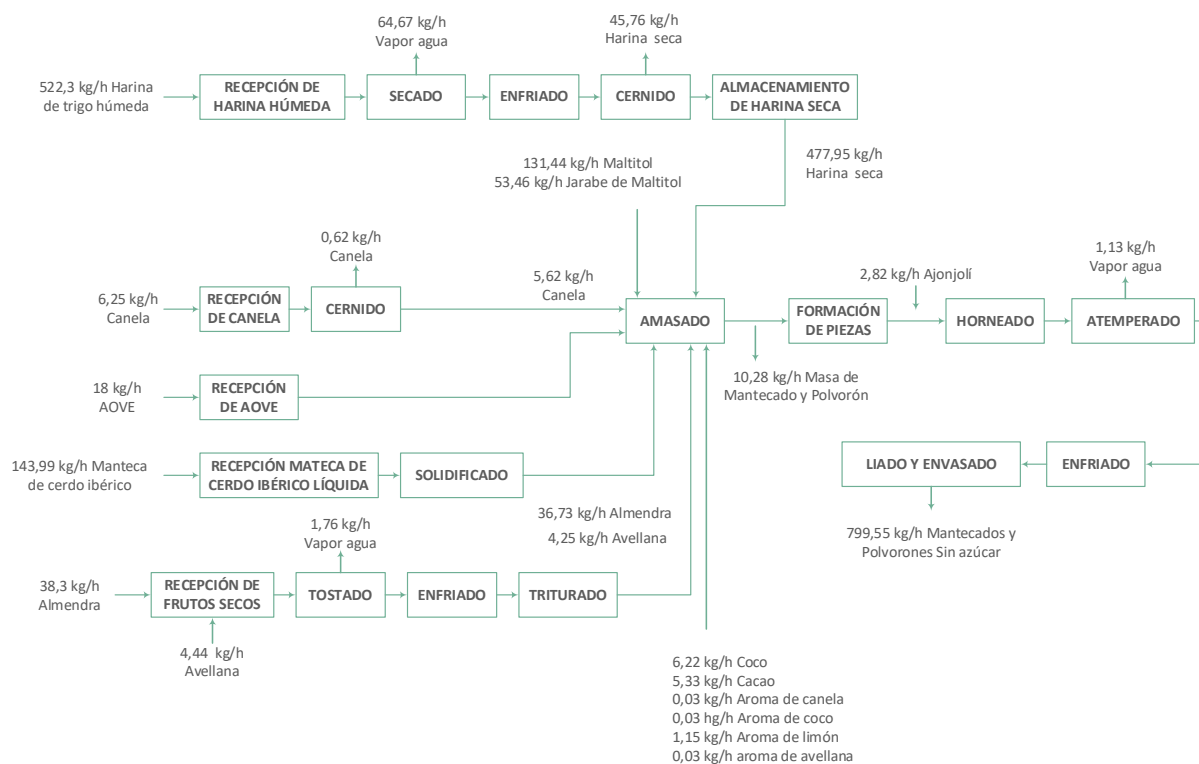 64,67 kg/h
Vapor agua
45,76 kg/h
Harina seca
522,3 kg/h Harina
de trigo húmeda
RECEPCIÓN DE
HARINA HÚMEDA
SECADO
ENFRIADO
CERNIDO
ALMACENAMIENTO
DE HARINA SECA
131,44 kg/h Maltitol
53,46 kg/h Jarabe de Maltitol
477,95 kg/h
Harina seca
0,62 kg/h
Canela
6,25 kg/h
Canela
RECEPCIÓN
DE CANELA
CERNIDO
5,62 kg/h
Canela
AMASADO
FORMACIÓN
DE PIEZAS
2,82 kg/h Ajonjolí
HORNEADO
1,13 kg/h
Vapor agua
ATEMPERADO
18 kg/h
AOVE
RECEPCIÓN
DE AOVE
10,28 kg/h Masa de
Mantecado y Polvorón
143,99 kg/h Manteca
de cerdo ibérico
RECEPCIÓN MATECA DE
CERDO IBÉRICO LÍQUIDA
SOLIDIFICADO
LIADO Y ENVASADO
ENFRIADO
36,73 kg/h Almendra
4,25 kg/h Avellana
799,55 kg/h Mantecados y
Polvorones Sin azúcar
1,76 kg/h
Vapor agua
38,3 kg/h
Almendra
RECEPCIÓN DE
FRUTOS SECOS
TOSTADO
ENFRIADO
TRITURADO
4,44 kg/h
Avellana
6,22 kg/h Coco
5,33 kg/h Cacao
0,03 kg/h Aroma de canela
0,03 hg/h Aroma de coco
1,15 kg/h Aroma de limón
0,03 kg/h aroma de avellana